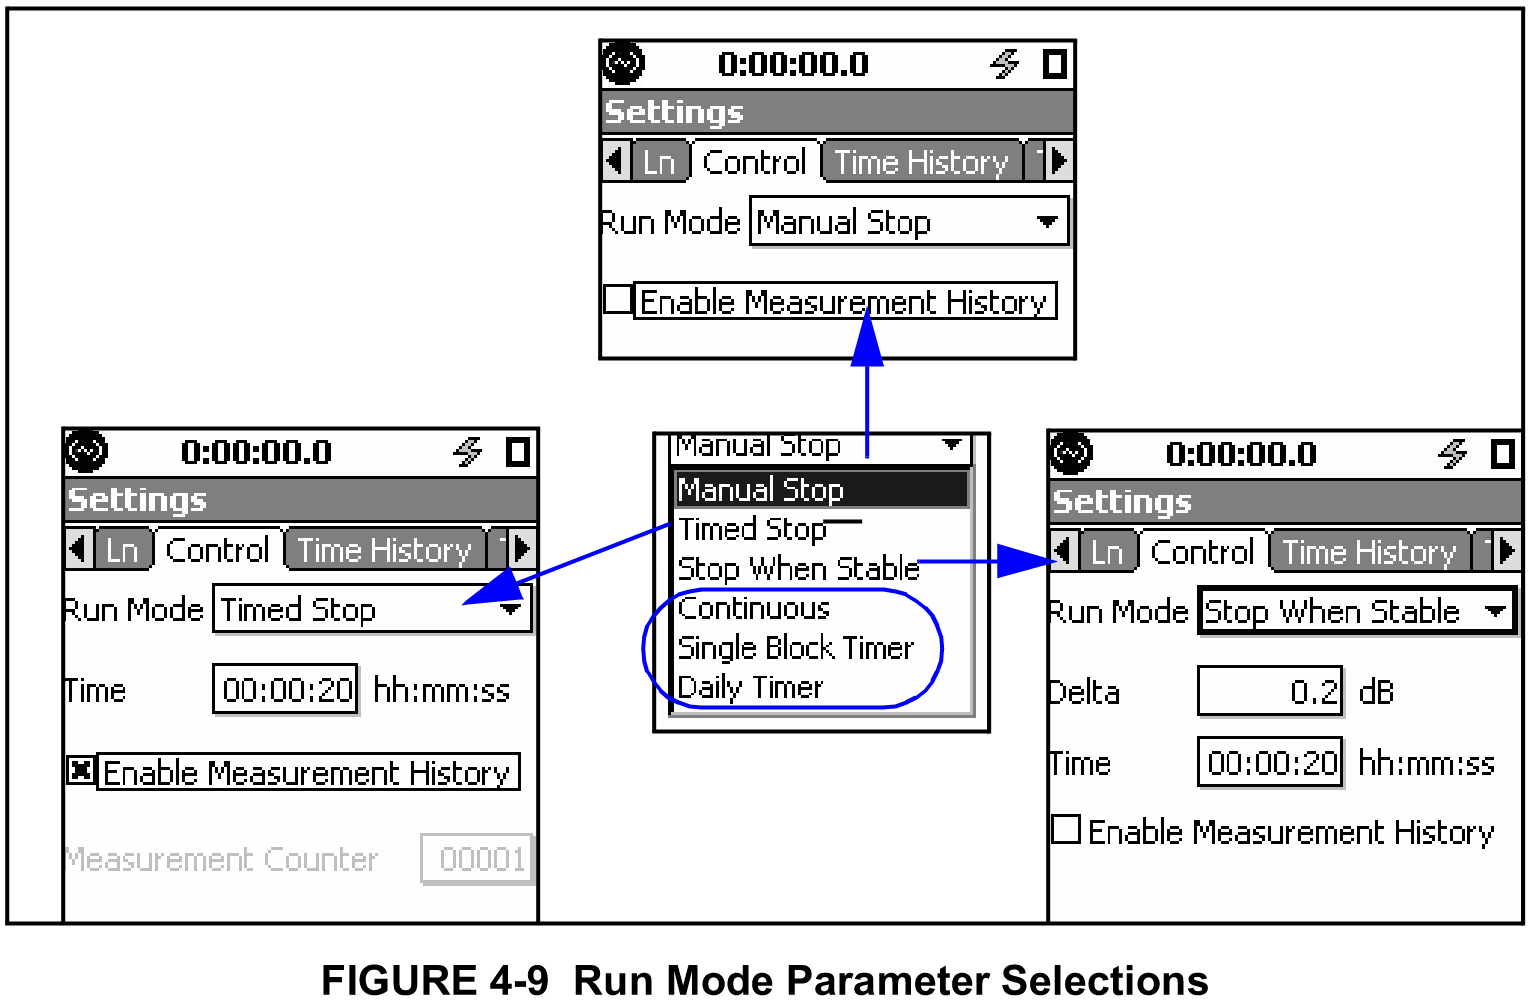 0:00:00.0
Settings
Ln Control Time History
Run Mode Manual Stop
Enable Measurement History
0:00:00.0
Settings
Ln Control Time History
Run Mode Timed Stop
Time 00:00:20 hh:mm:ss
Enable Measurement History
Measurement Counter 00001
Manual Stop
Manual Stop
Timed Stop
Stop When Stable
Continuous
Single Block Timer
Daily Timer
0:00:00.0
Settings
Ln Control Time History
Run Mode Stop When Stable
Delta 0.2 dB
Time 00:00:20 hh:mm:ss
Enable Measurement History
FIGURE 4-9 Run Mode Parameter Selections